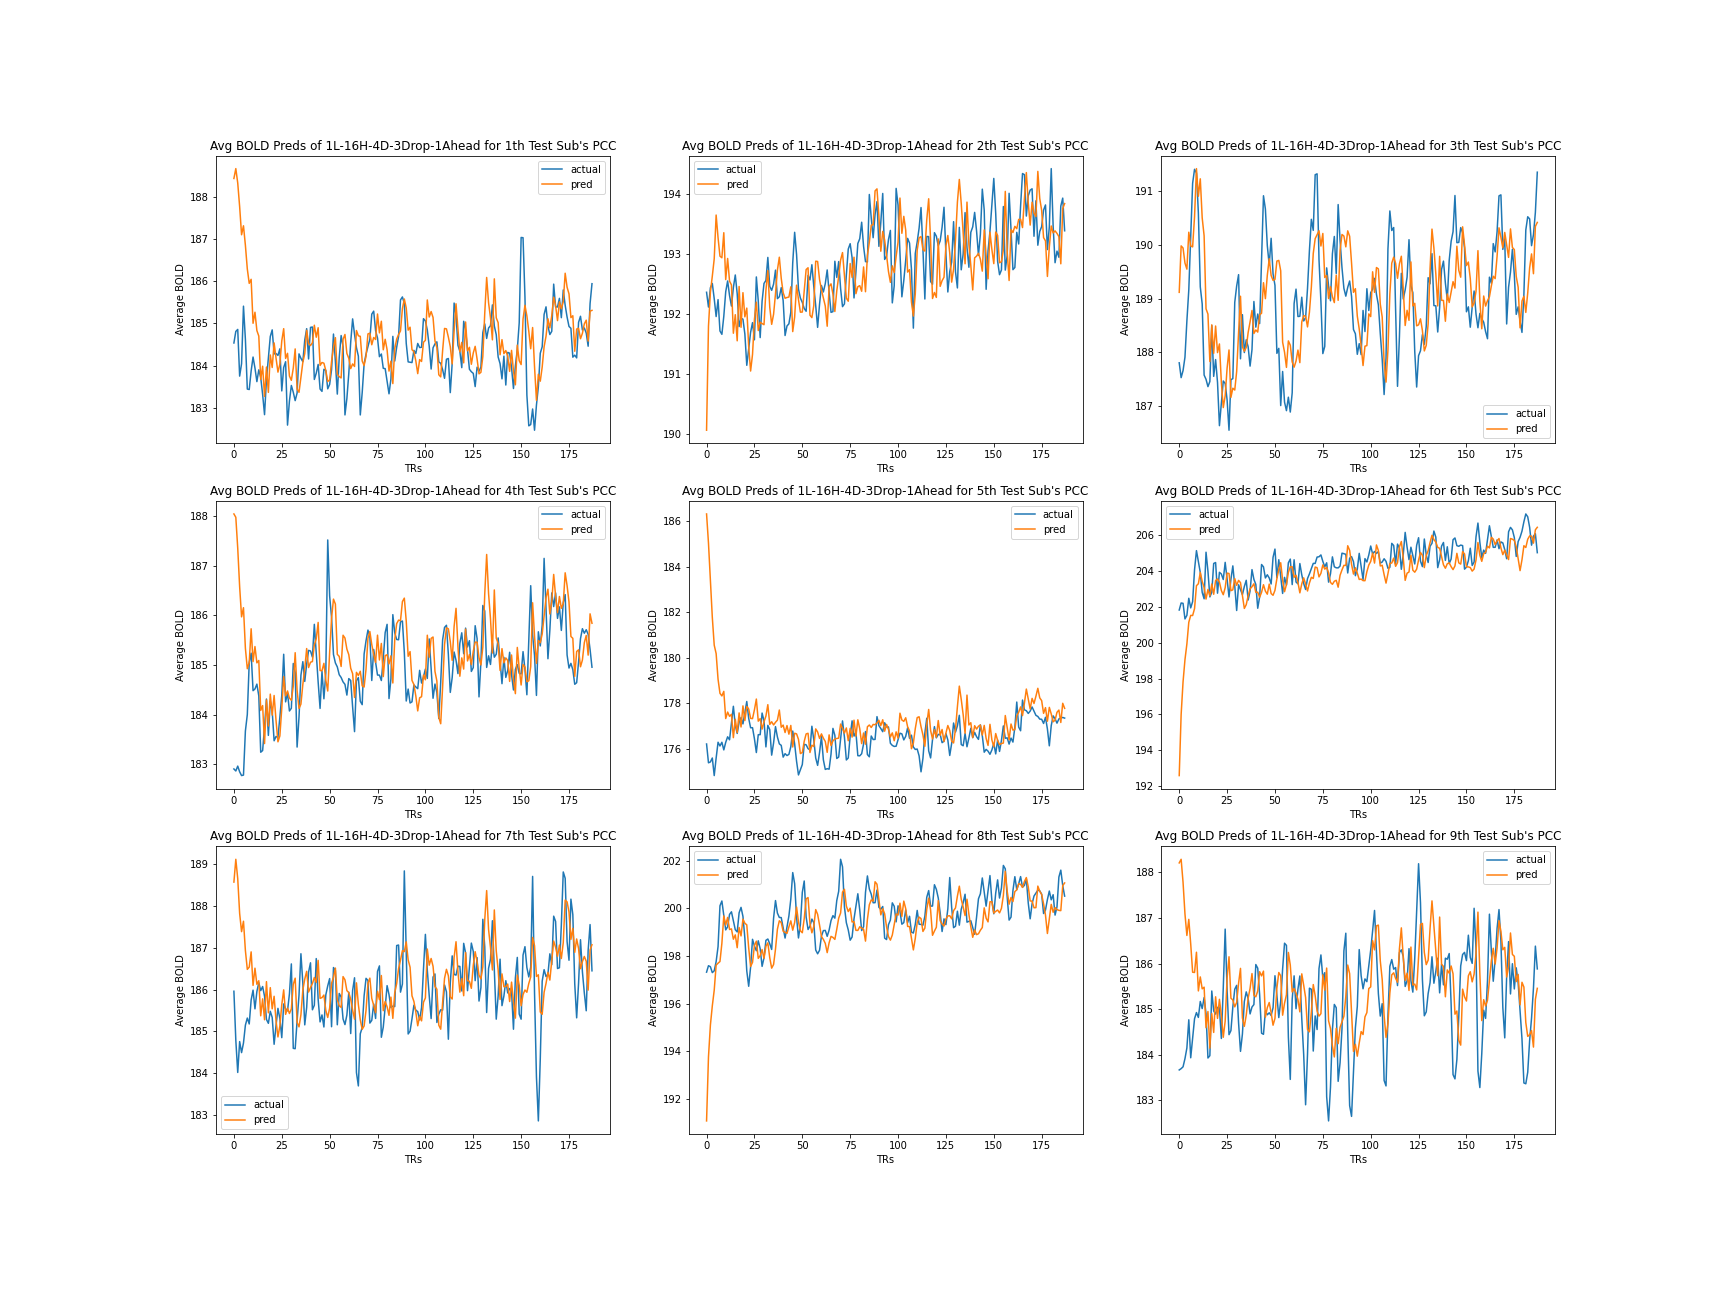 Avg BOLD Preds of 1L-16H-4D-3Drop-1Ahead for 1th Test Sub's PCC
Average BOLD
188
187
186
185
184
183
0 25 50 75 100 125 150 175
TRs
actual
pred
Avg BOLD Preds of 1L-16H-4D-3Drop-1Ahead for 2th Test Sub's PCC
Average BOLD
194
193
192
191
190
0 25 50 75 100 125 150 175
TRs
actual
pred
Avg BOLD Preds of 1L-16H-4D-3Drop-1Ahead for 3th Test Sub's PCC
Average BOLD
191
190
189
188
187
0 25 50 75 100 125 150 175
TRs
actual
pred
Avg BOLD Preds of 1L-16H-4D-3Drop-1Ahead for 4th Test Sub's PCC
Average BOLD
188
187
186
185
184
183
0 25 50 75 100 125 150 175
TRs
actual
pred
Avg BOLD Preds of 1L-16H-4D-3Drop-1Ahead for 5th Test Sub's PCC
Average BOLD
186
184
182
180
178
176
0 25 50 75 100 125 150 175
TRs
actual
pred
Avg BOLD Preds of 1L-16H-4D-3Drop-1Ahead for 6th Test Sub's PCC
Average BOLD
206
204
202
200
198
196
194
192
0 25 50 75 100 125 150 175
TRs
actual
pred
Avg BOLD Preds of 1L-16H-4D-3Drop-1Ahead for 7th Test Sub's PCC
Average BOLD
189
188
187
186
185
184
183
0 25 50 75 100 125 150 175
TRs
actual
pred
Avg BOLD Preds of 1L-16H-4D-3Drop-1Ahead for 8th Test Sub's PCC
Average BOLD
202
200
198
196
194
192
0 25 50 75 100 125 150 175
TRs
actual
pred
Avg BOLD Preds of 1L-16H-4D-3Drop-1Ahead for 9th Test Sub's PCC
Average BOLD
188
187
186
185
184
183
0 25 50 75 100 125 150 175
TRs
actual
pred